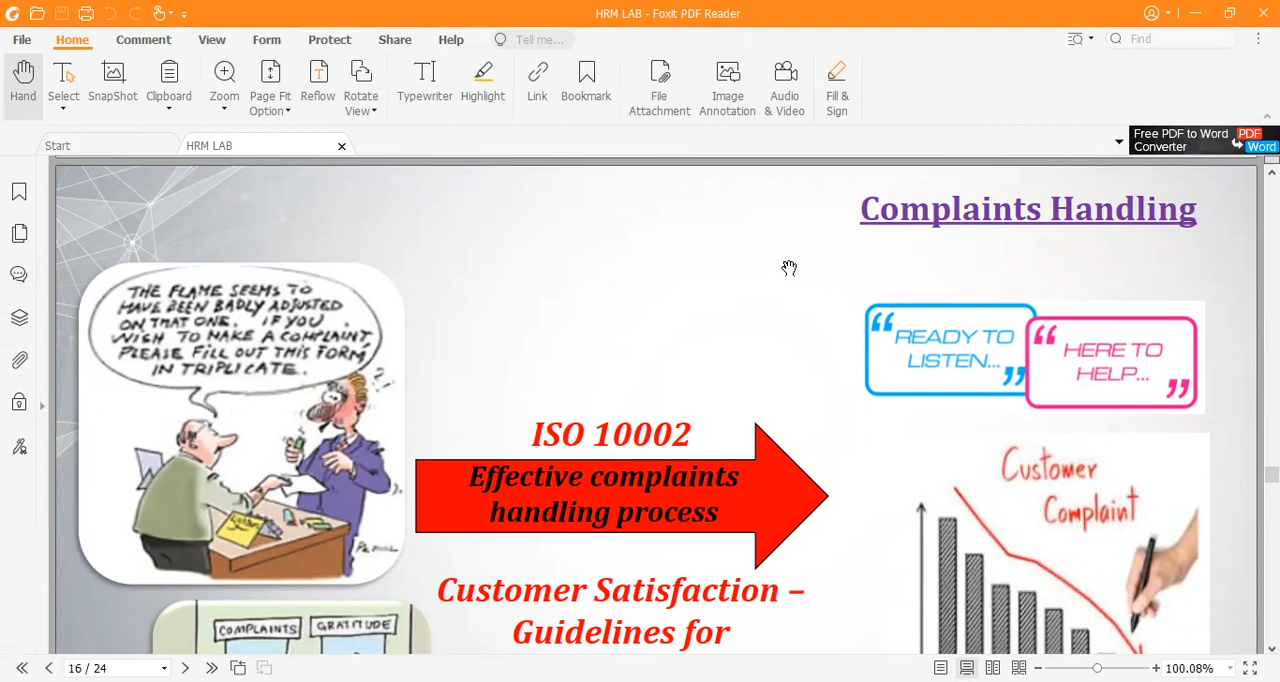 HRM LAB - Foxit PDF Reader
File Home Comment View Form Protect Share Help Tell me... Find
Hand Select SnapShot Clipboard Zoom Page Fit Option Reflow Rotate View Typewriter Highlight Link Bookmark File Attachment Image Annotation Audio & Video Fill & Sign
Start HRM LAB
Free PDF to Word Converter PDF Word
Complaints Handling
THE FLAME SEEMS TO
HAVE BEEN BADLY ADJUSTED
ON THAT ONE. IF YOU
WISH TO MAKE A COMPLAINT,
PLEASE FILL OUT THIS FORM,
IN TRIPLICATE.
"READY TO
LISTEN..."
"HERE TO
HELP..."
ISO 10002
Effective complaints
handling process
Customer
Complaint
Customer Satisfaction –
Guidelines for
COMPLAINTS GRATITUDE
16 / 24
100.08%